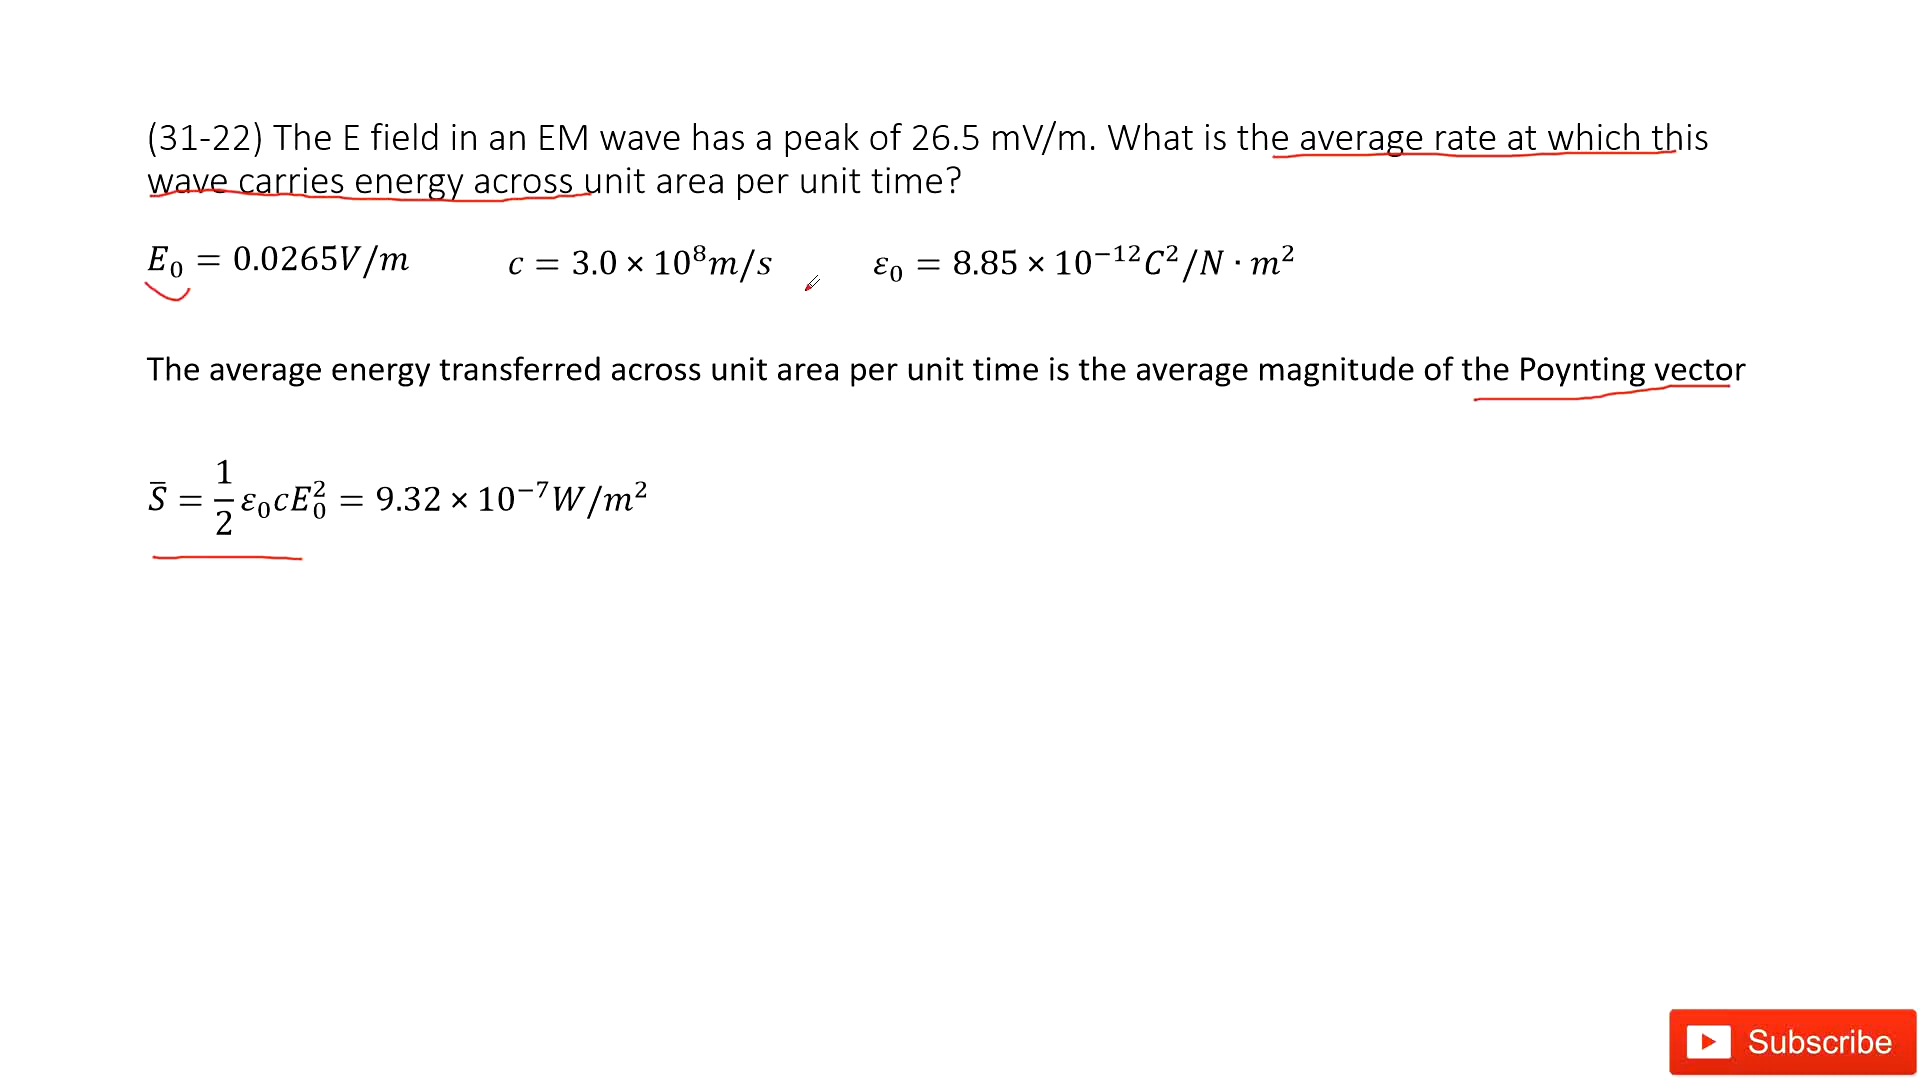 (31-22) The E field in an EM wave has a peak of 26.5 mV/m. What is the average rate at which this
wave carries energy across unit area per unit time?
E₀ = 0.0265V/m c = 3.0 × 10⁸m/s ε₀ = 8.85 × 10⁻¹²C²/N · m²
The average energy transferred across unit area per unit time is the average magnitude of the Poynting vector
S̅ = 1/2 ε₀cE₀² = 9.32 × 10⁻⁷W/m²
Subscribe